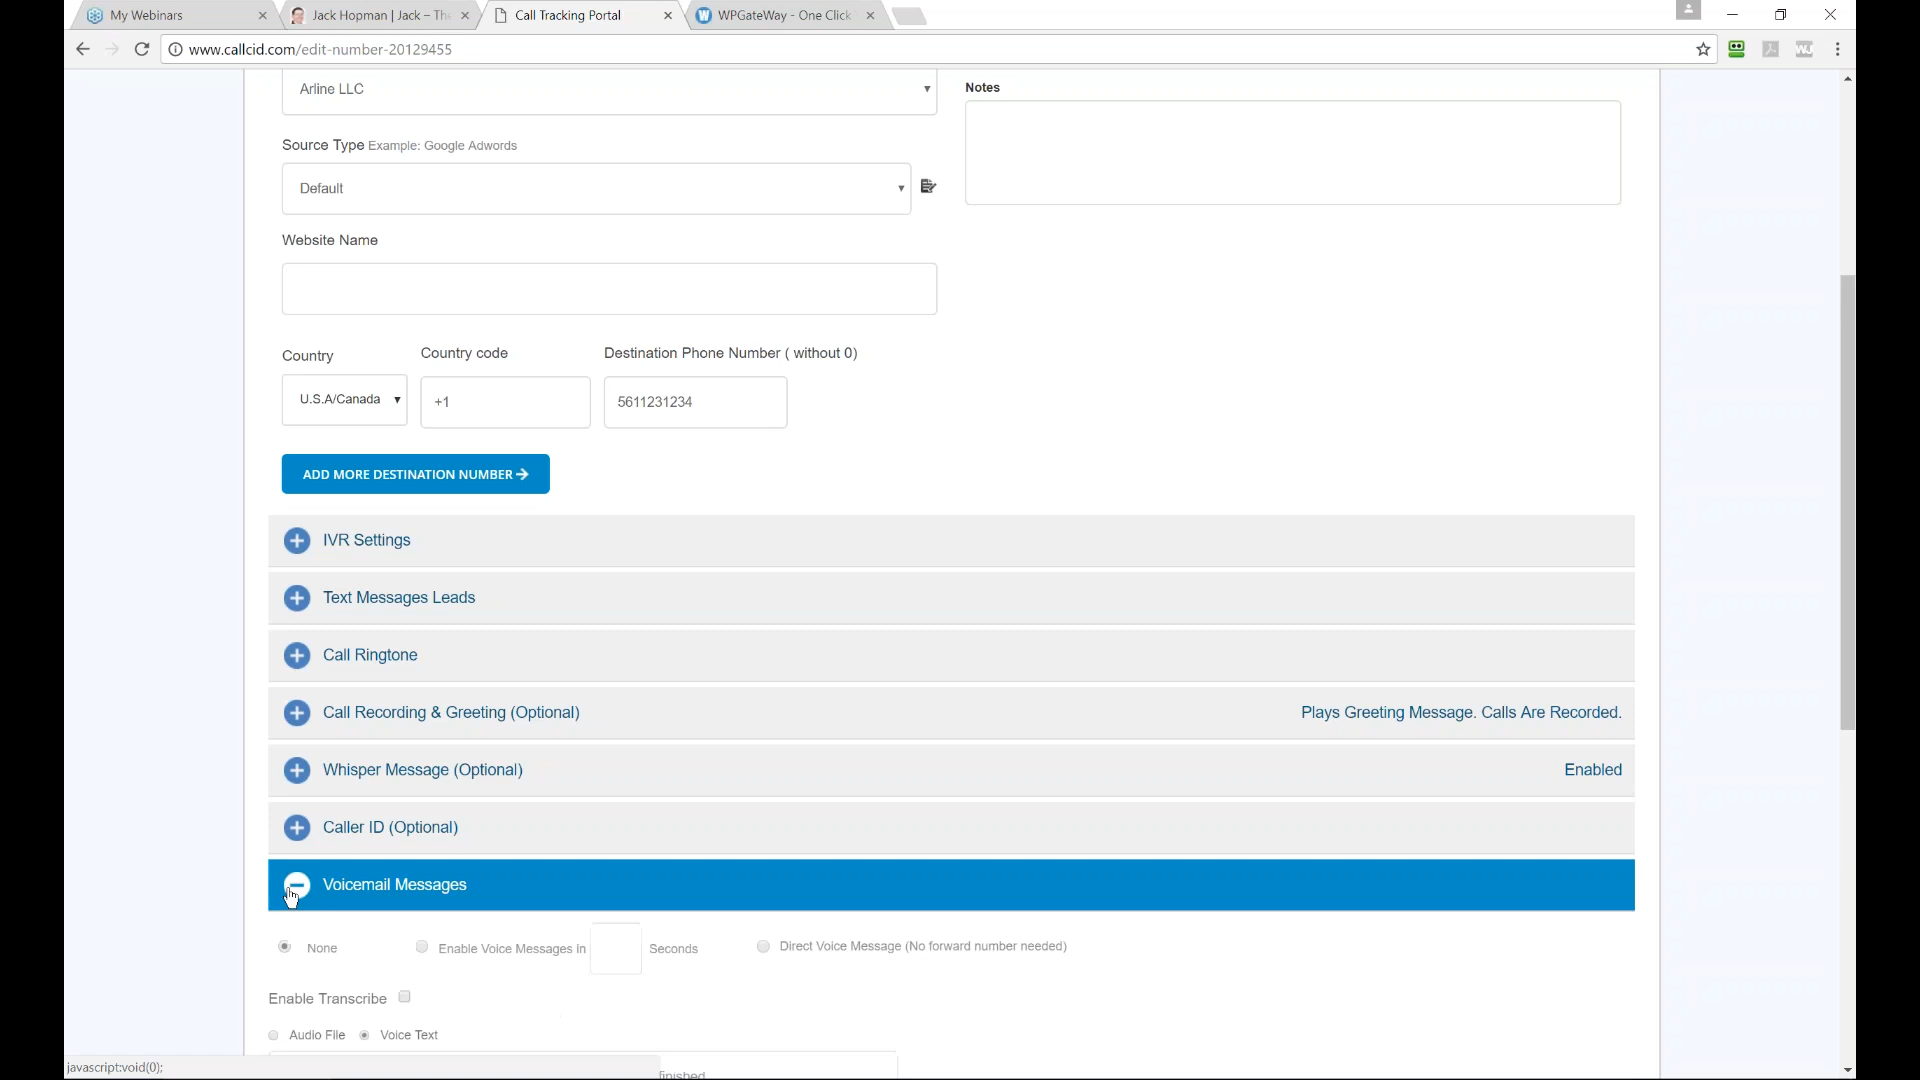 My Webinars
Jack Hopman | Jack – The
Call Tracking Portal
WPGateWay - One Click
www.callcid.com/edit-number-20129455
Arline LLC
Notes
Source Type Example: Google Adwords
Default
Website Name
Country
Country code
Destination Phone Number ( without 0)
U.S.A/Canada
+1
5611231234
ADD MORE DESTINATION NUMBER
IVR Settings
Text Messages Leads
Call Ringtone
Call Recording & Greeting (Optional)
Plays Greeting Message. Calls Are Recorded.
Whisper Message (Optional)
Enabled
Caller ID (Optional)
Voicemail Messages
None
Enable Voice Messages in
Seconds
Direct Voice Message (No forward number needed)
Enable Transcribe
Audio File
Voice Text
javascript:void(0);
finished